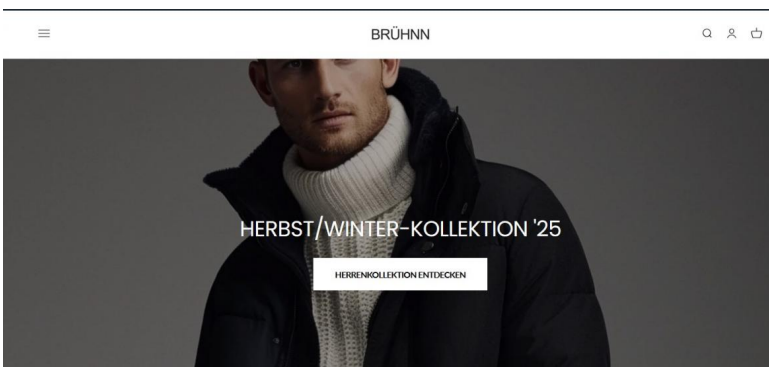 BRÜHNN
HERBST/WINTER-KOLLEKTION '25
HERRENKOLLEKTION ENTDECKEN